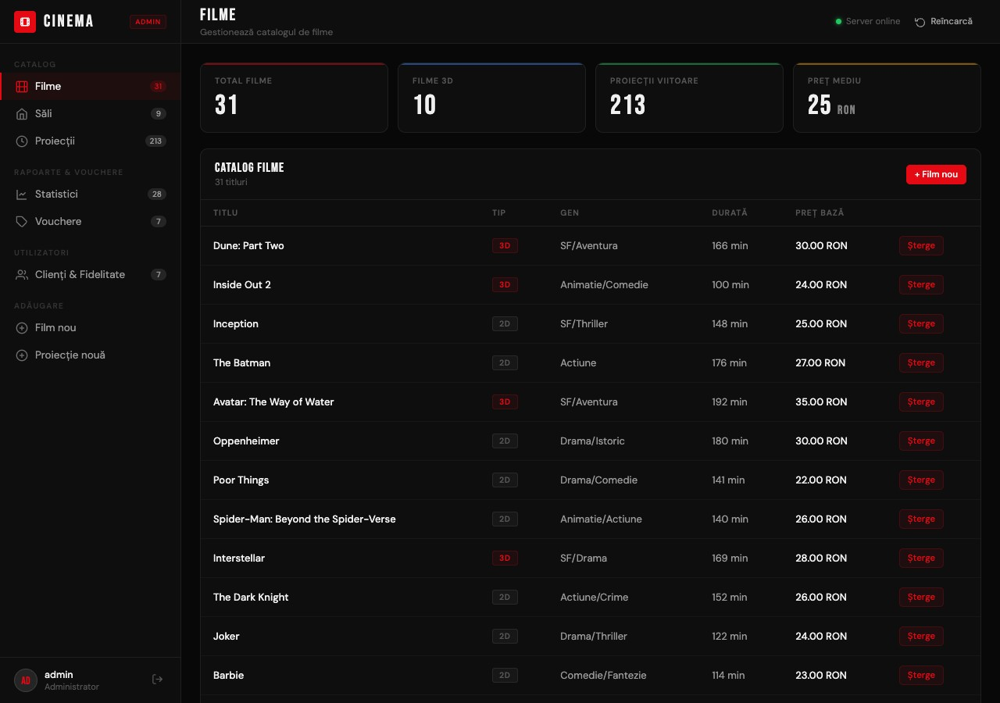 CINEMA
ADMIN
CATALOG
Filme 31
Săli 9
Proiecții 213
RAPOARTE & VOUCHERE
Statistici 28
Vouchere 7
UTILIZATORI
Clienți & Fidelitate 7
ADĂUGARE
Film nou
Proiecție nouă
AD
admin
Administrator
FILME
Gestionează catalogul de filme
Server online
Reîncarcă
TOTAL FILME
31
FILME 3D
10
PROIECȚII VIITOARE
213
PREȚ MEDIU
25 RON
CATALOG FILME
31 titluri
+ Film nou
TITLU TIP GEN DURATĂ PREȚ BAZĂ
Dune: Part Two 3D SF/Aventura 166 min 30.00 RON Șterge
Inside Out 2 3D Animatie/Comedie 100 min 24.00 RON Șterge
Inception 2D SF/Thriller 148 min 25.00 RON Șterge
The Batman 2D Actiune 176 min 27.00 RON Șterge
Avatar: The Way of Water 3D SF/Aventura 192 min 35.00 RON Șterge
Oppenheimer 2D Drama/Istoric 180 min 30.00 RON Șterge
Poor Things 2D Drama/Comedie 141 min 22.00 RON Șterge
Spider-Man: Beyond the Spider-Verse 2D Animatie/Actiune 140 min 26.00 RON Șterge
Interstellar 3D SF/Drama 169 min 28.00 RON Șterge
The Dark Knight 2D Actiune/Crime 152 min 26.00 RON Șterge
Joker 2D Drama/Thriller 122 min 24.00 RON Șterge
Barbie 2D Comedie/Fantezie 114 min 23.00 RON Șterge